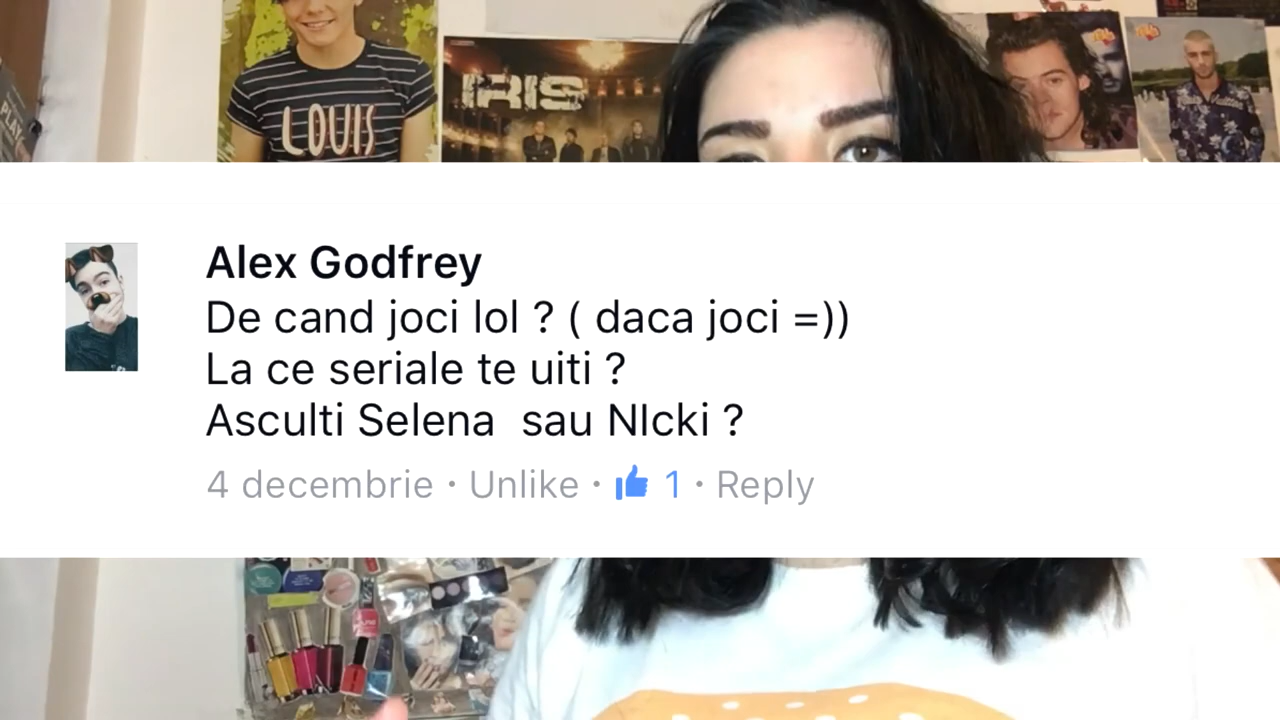 LOUIS
IRIS
PLAY
Alex Godfrey
De cand joci lol ? ( daca joci =))
La ce seriale te uiti ?
Asculti Selena  sau NIcki ?
4 decembrie · Unlike · 1 · Reply